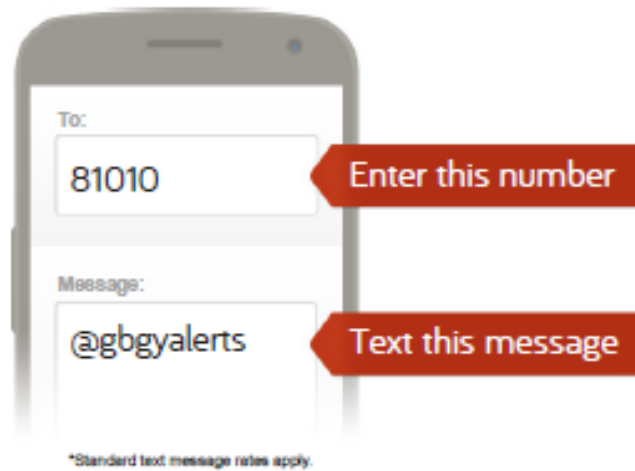 To:
81010
Enter this number
Message:
@gbgyalerts
Text this message
*Standard text message rates apply.